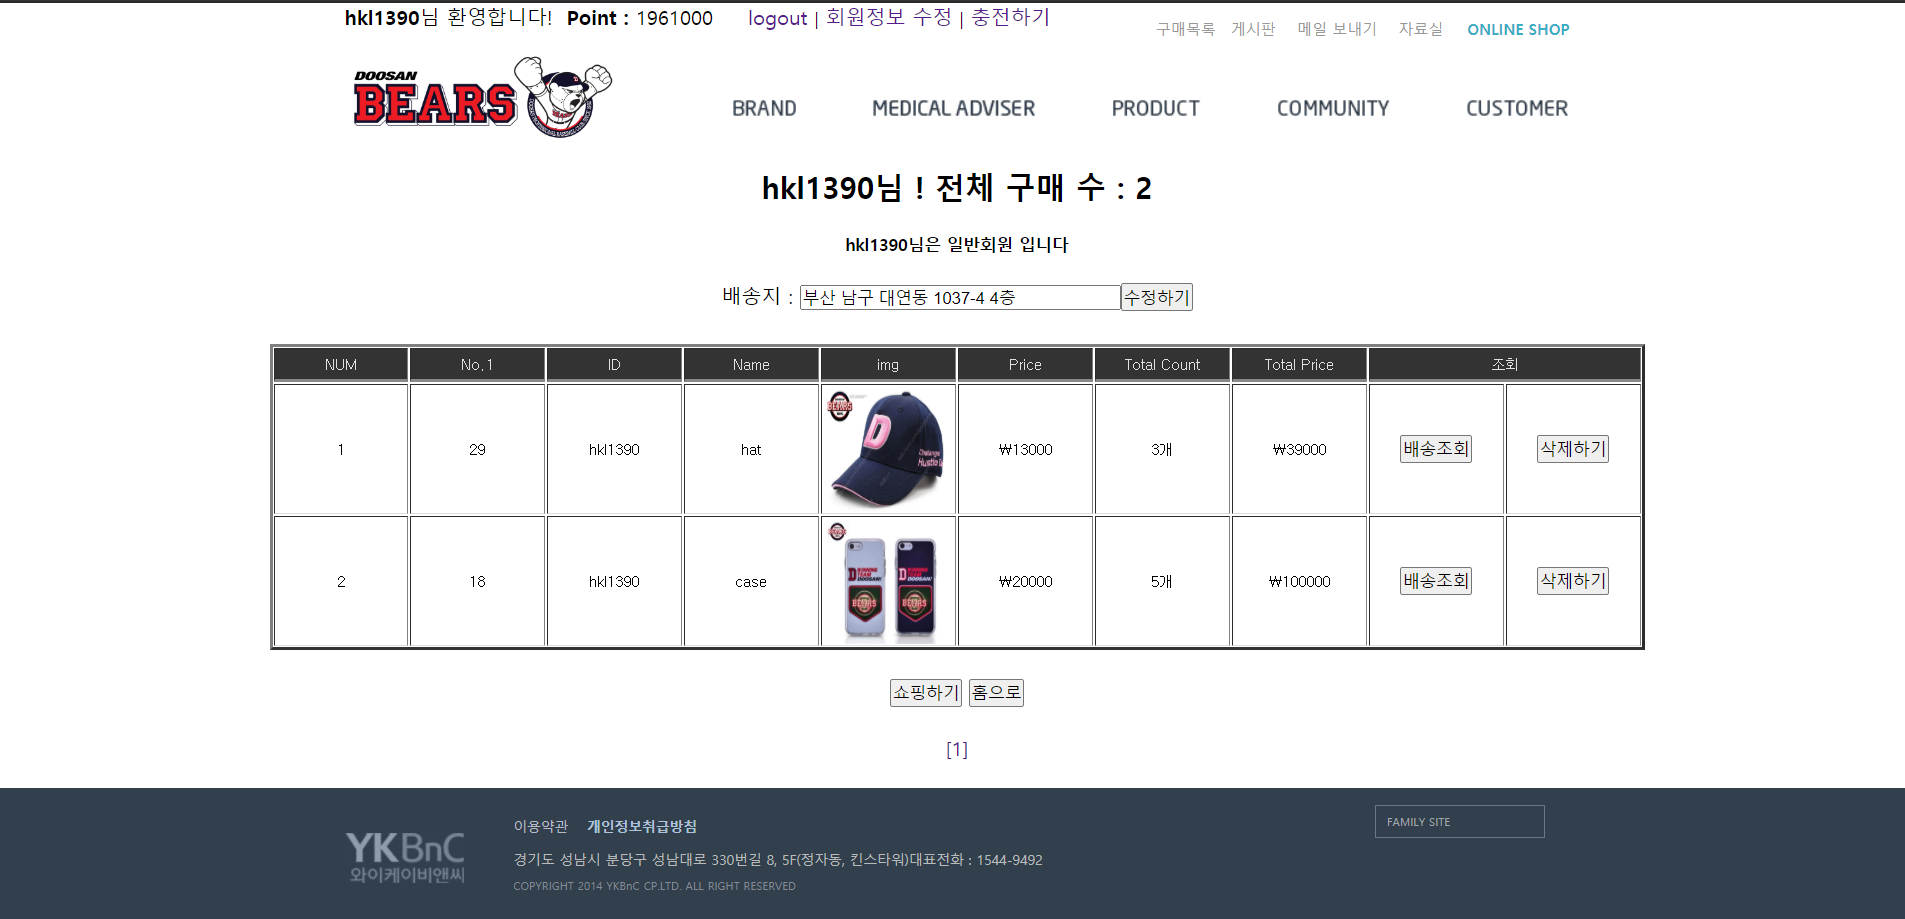 hkl1390님 환영합니다! Point : 1961000 logout | 회원정보 수정 | 충전하기
구매목록 게시판 메일 보내기 자료실 ONLINE SHOP
DOOSAN
BEARS
BRAND MEDICAL ADVISER PRODUCT COMMUNITY CUSTOMER
hkl1390님 ! 전체 구매 수 : 2
hkl1390님은 일반회원 입니다
배송지 : 부산 남구 대연동 1037-4 4층 수정하기
NUM No.1 ID Name img Price Total Count Total Price 조회
1 29 hkl1390 hat ₩13000 3개 ₩39000 배송조회 삭제하기
BEARS
D
Challenge
Hustle
2 18 hkl1390 case ₩20000 5개 ₩100000 배송조회 삭제하기
WINNING TEAM DOOSAN!
BEARS
WINNING TEAM DOOSAN!
BEARS
쇼핑하기 홈으로
[1]
YKBnC
와이케이비앤씨
이용약관 개인정보취급방침
경기도 성남시 분당구 성남대로 330번길 8, 5F(정자동, 킨스타워)대표전화 : 1544-9492
COPYRIGHT 2014 YKBnC CP.LTD. ALL RIGHT RESERVED
FAMILY SITE